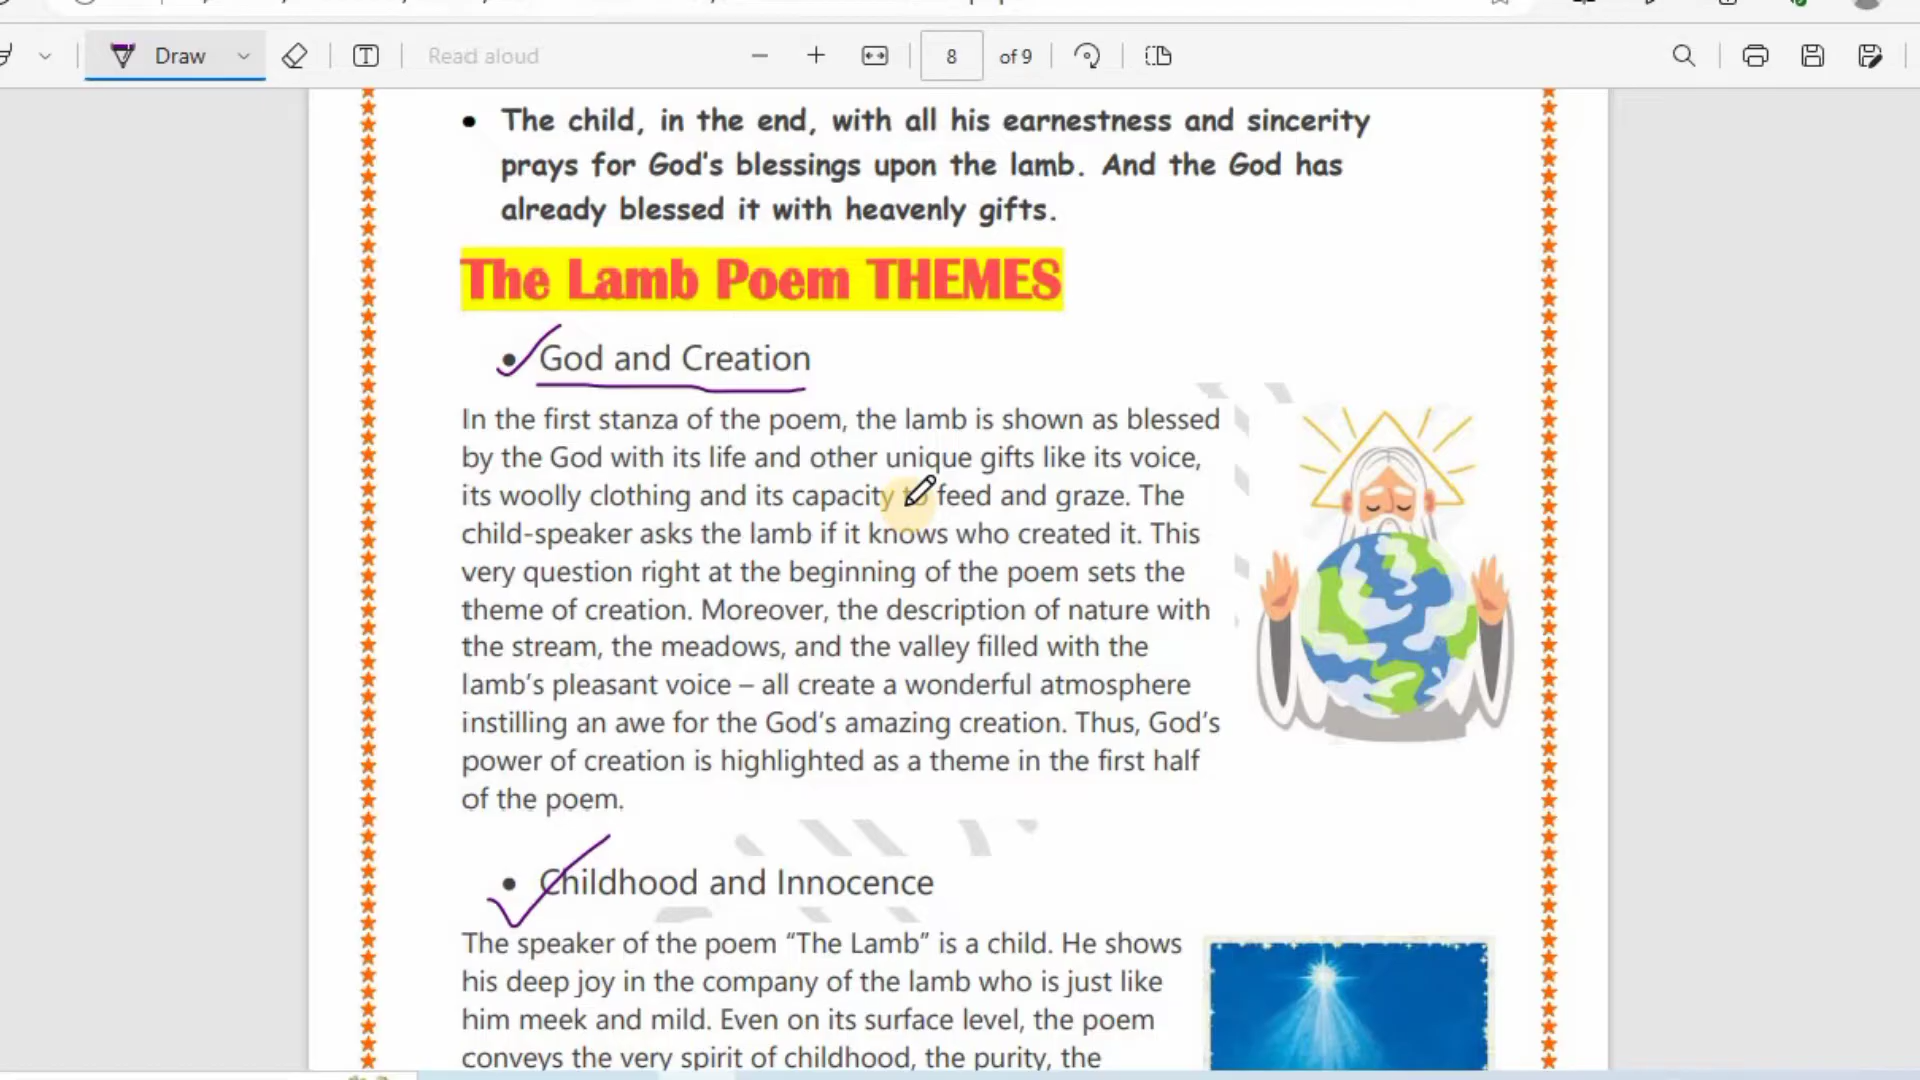 Draw
Read aloud
8 of 9
• The child, in the end, with all his earnestness and sincerity
prays for God's blessings upon the lamb. And the God has
already blessed it with heavenly gifts.
The Lamb Poem THEMES
• God and Creation
In the first stanza of the poem, the lamb is shown as blessed
by the God with its life and other unique gifts like its voice,
its woolly clothing and its capacity to feed and graze. The
child-speaker asks the lamb if it knows who created it. This
very question right at the beginning of the poem sets the
theme of creation. Moreover, the description of nature with
the stream, the meadows, and the valley filled with the
lamb's pleasant voice – all create a wonderful atmosphere
instilling an awe for the God's amazing creation. Thus, God's
power of creation is highlighted as a theme in the first half
of the poem.
• Childhood and Innocence
The speaker of the poem “The Lamb” is a child. He shows
his deep joy in the company of the lamb who is just like
him meek and mild. Even on its surface level, the poem
conveys the very spirit of childhood, the purity, the